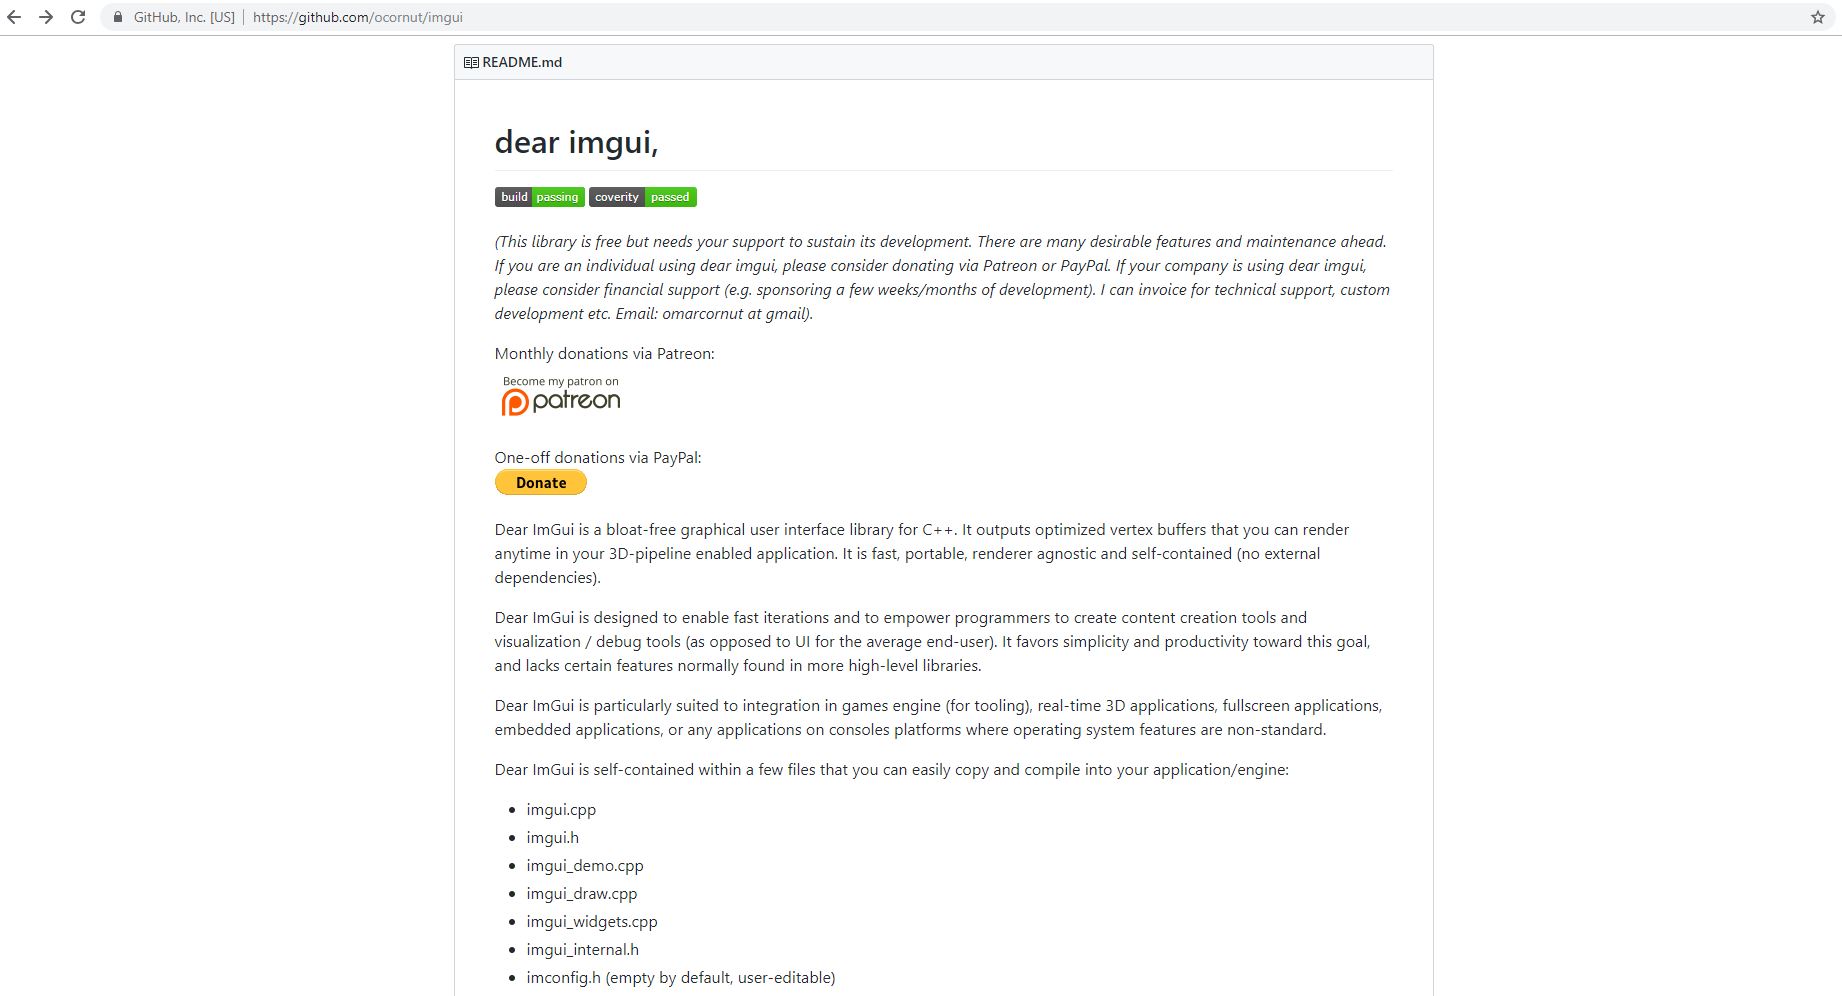 GitHub, Inc. [US] | https://github.com/ocornut/imgui
README.md
dear imgui,
build passing coverity passed
(This library is free but needs your support to sustain its development. There are many desirable features and maintenance ahead.
If you are an individual using dear imgui, please consider donating via Patreon or PayPal. If your company is using dear imgui,
please consider financial support (e.g. sponsoring a few weeks/months of development). I can invoice for technical support, custom
development etc. Email: omarcornut at gmail).
Monthly donations via Patreon:
Become my patron on
patreon
One-off donations via PayPal:
Donate
Dear ImGui is a bloat-free graphical user interface library for C++. It outputs optimized vertex buffers that you can render
anytime in your 3D-pipeline enabled application. It is fast, portable, renderer agnostic and self-contained (no external
dependencies).
Dear ImGui is designed to enable fast iterations and to empower programmers to create content creation tools and
visualization / debug tools (as opposed to UI for the average end-user). It favors simplicity and productivity toward this goal,
and lacks certain features normally found in more high-level libraries.
Dear ImGui is particularly suited to integration in games engine (for tooling), real-time 3D applications, fullscreen applications,
embedded applications, or any applications on consoles platforms where operating system features are non-standard.
Dear ImGui is self-contained within a few files that you can easily copy and compile into your application/engine:
• imgui.cpp
• imgui.h
• imgui_demo.cpp
• imgui_draw.cpp
• imgui_widgets.cpp
• imgui_internal.h
• imconfig.h (empty by default, user-editable)